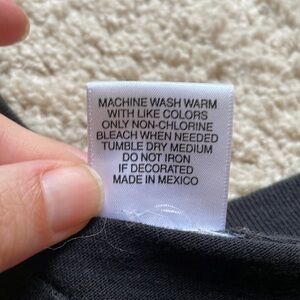 MACHINE WASH WARM
WITH LIKE COLORS
ONLY NON-CHLORINE
BLEACH WHEN NEEDED
TUMBLE DRY MEDIUM
DO NOT IRON
IF DECORATED
MADE IN MEXICO